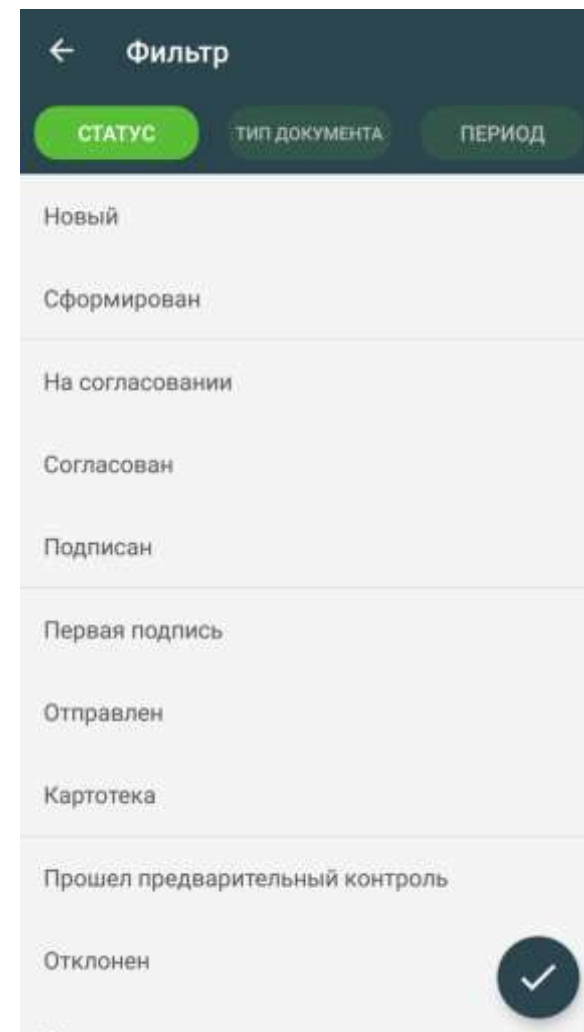 Фильтр
СТАТУС ТИП ДОКУМЕНТА ПЕРИОД
Новый
Сформирован
На согласовании
Согласован
Подписан
Первая подпись
Отправлен
Картотека
Прошел предварительный контроль
Отклонен